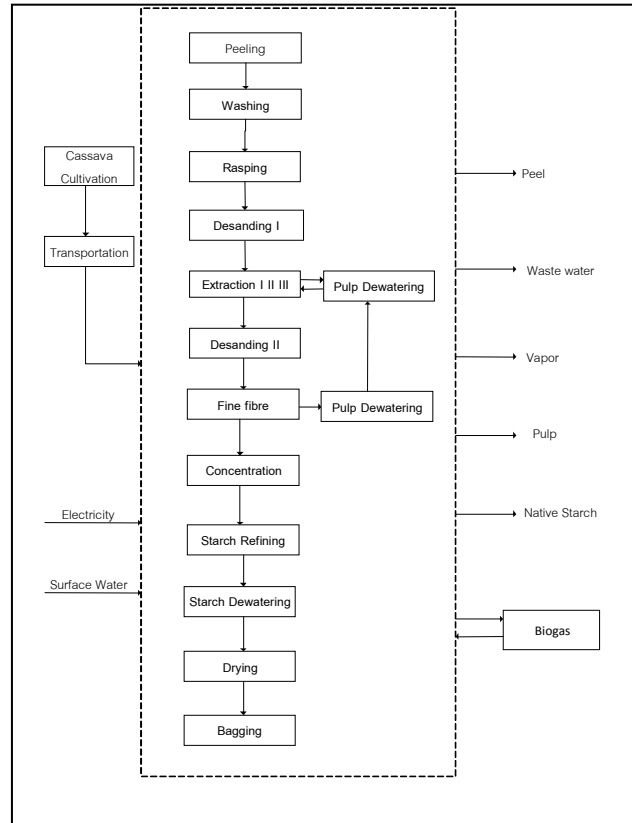 Peeling
Washing
Cassava
Cultivation
Rasping
Peel
Desanding I
Transportation
Waste water
Extraction I II III
Pulp Dewatering
Desanding II
Vapor
Fine fibre
Pulp Dewatering
Pulp
Concentration
Electricity
Native Starch
Starch Refining
Surface Water
Starch Dewatering
Biogas
Drying
Bagging